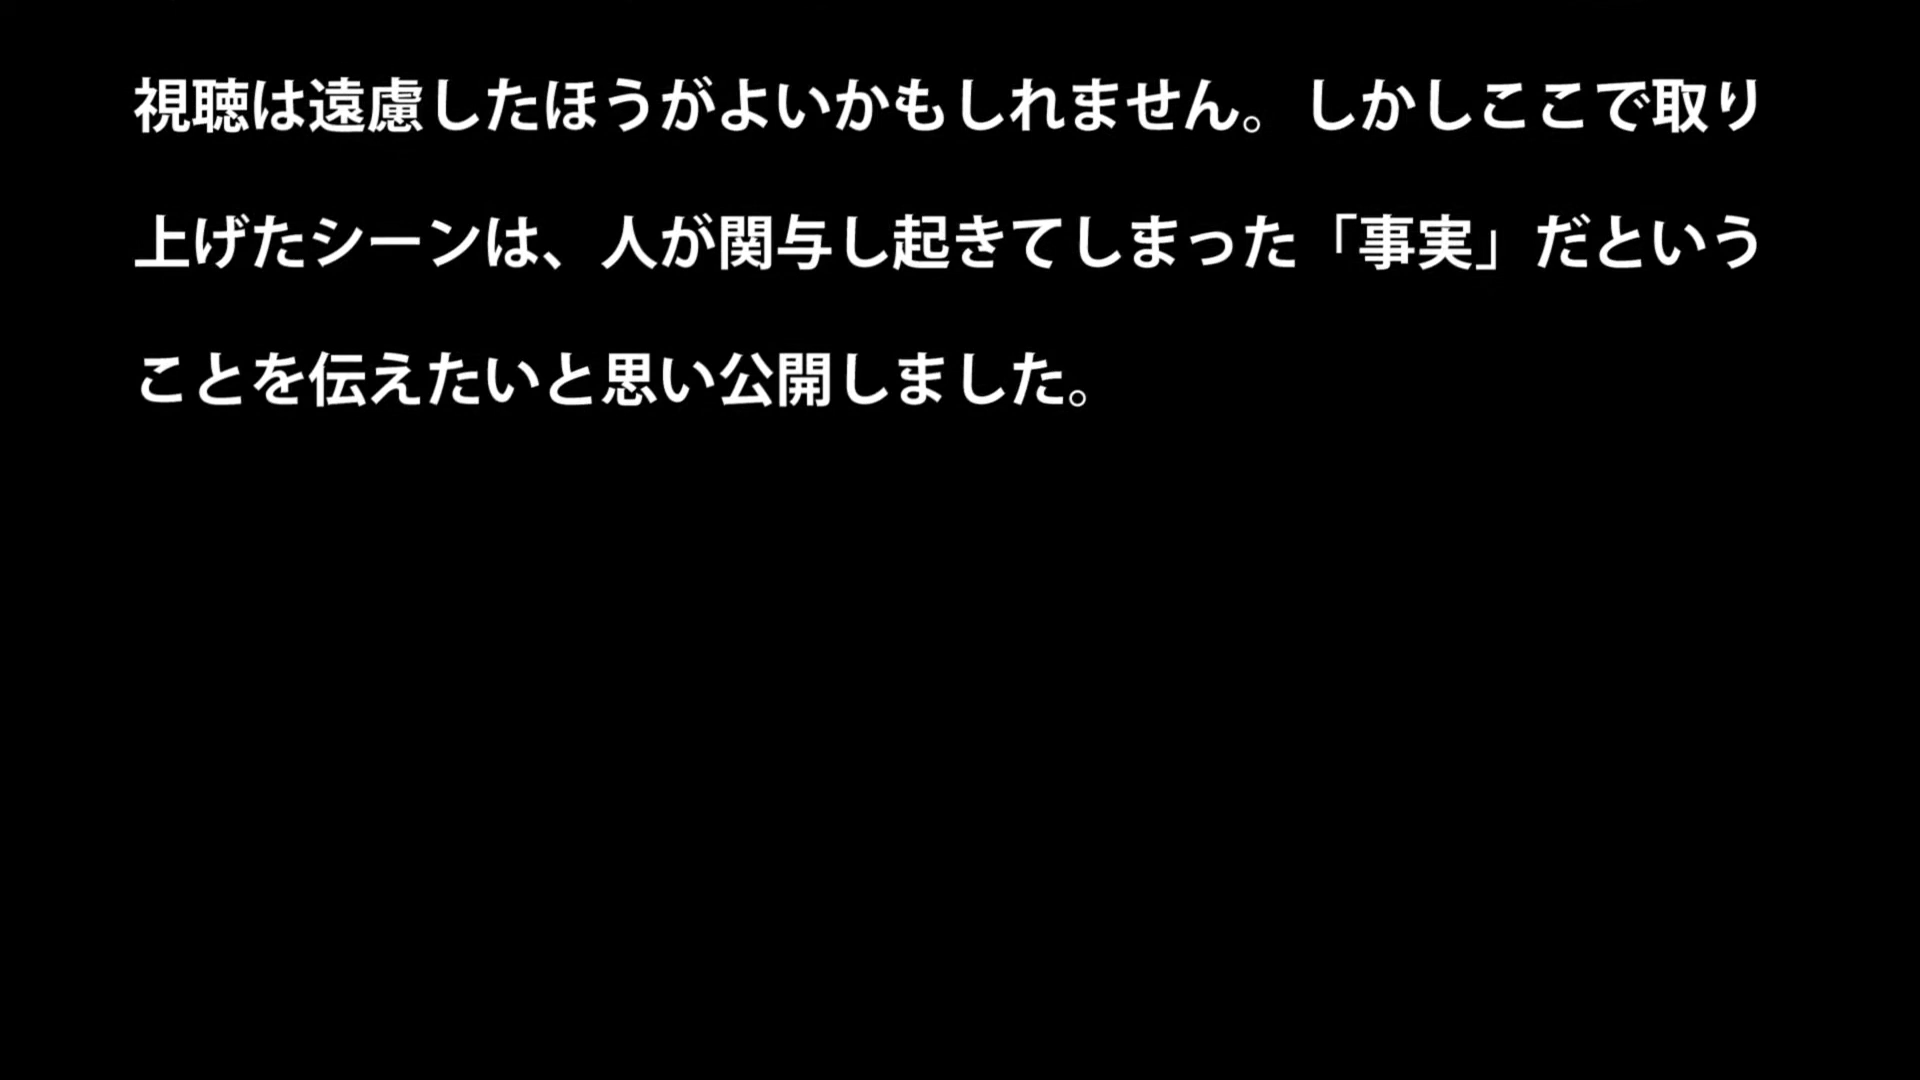 視聴は遠慮したほうがよいかもしれません。しかしここで取り
上げたシーンは、人が関与し起きてしまった「事実」だという
ことを伝えたいと思い公開しました。